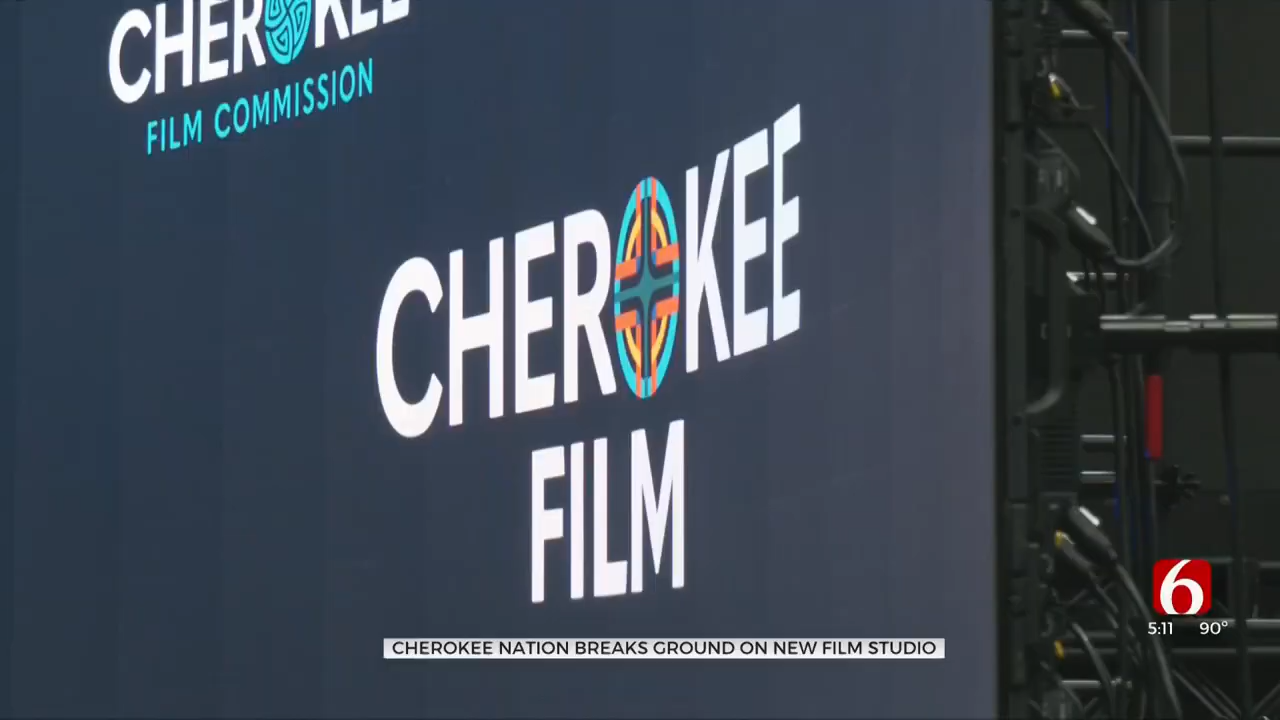 CHEROKEE
FILM COMMISSION
CHEROKEE
FILM
CHEROKEE NATION BREAKS GROUND ON NEW FILM STUDIO
6
5:11 90°